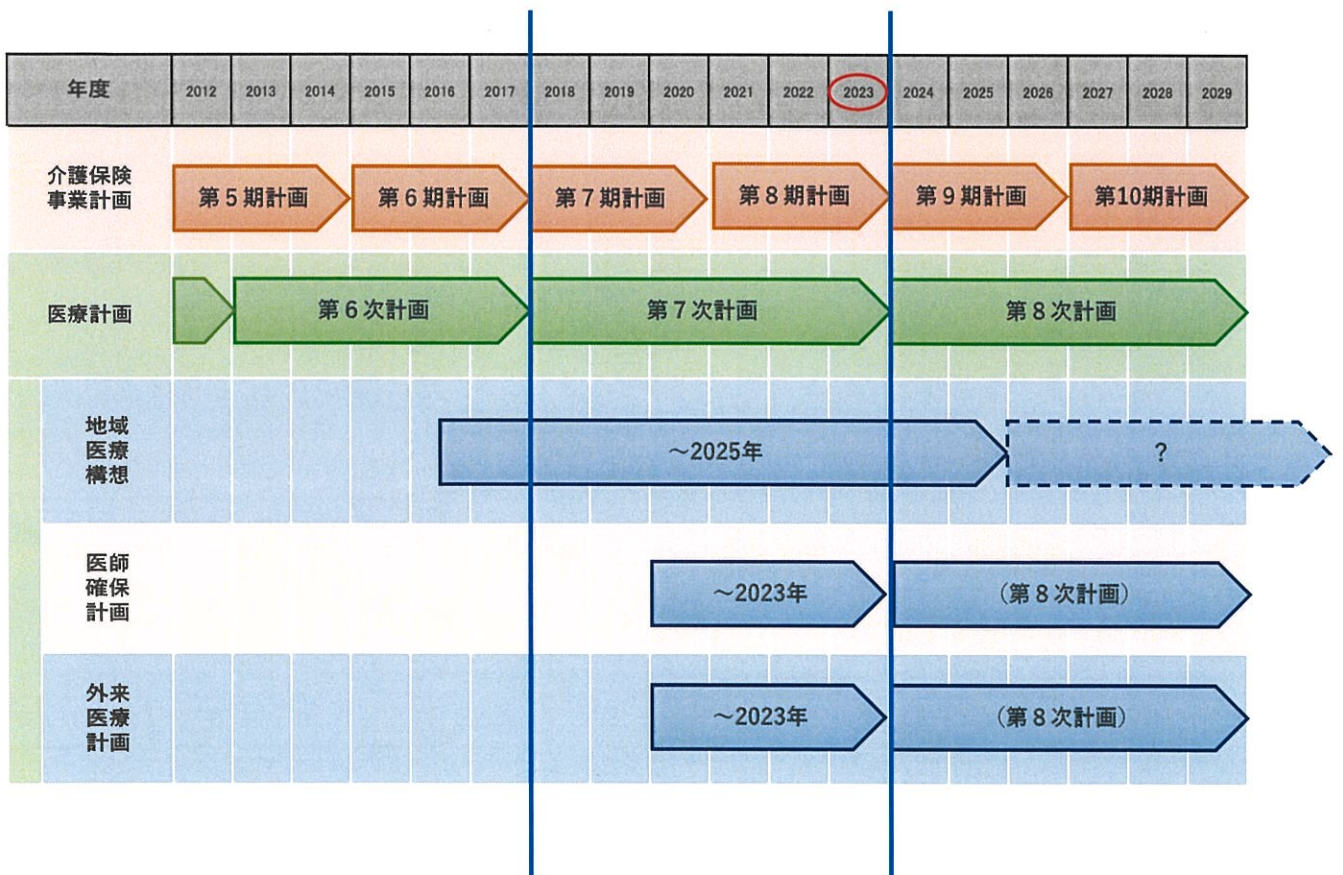 年度 2012 2013 2014 2015 2016 2017 2018 2019 2020 2021 2022 2023 2024 2025 2026 2027 2028 2029
介護保険
事業計画
第5期計画 第6期計画 第7期計画 第8期計画 第9期計画 第10期計画
医療計画
第6次計画 第7次計画 第8次計画
地域
医療
構想
～2025年 ?
医師
確保
計画
～2023年 (第8次計画)
外来
医療
計画
～2023年 (第8次計画)